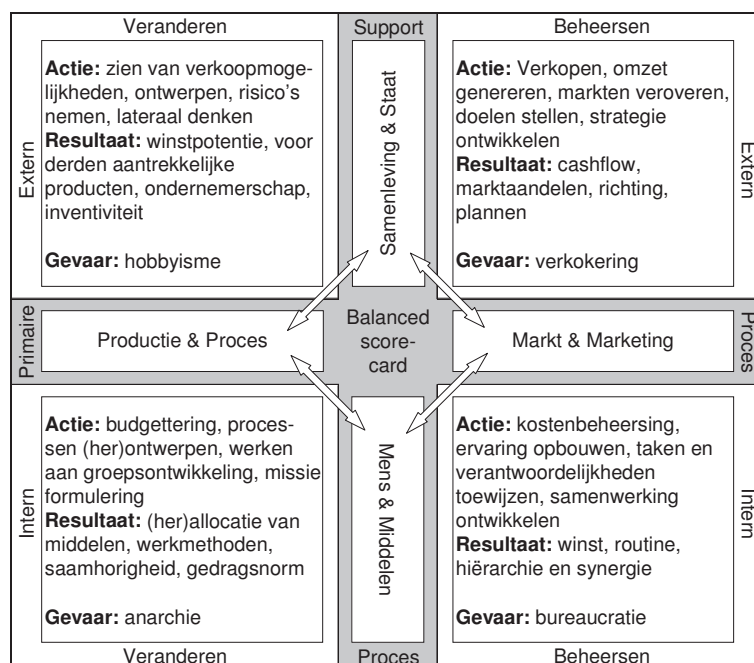 Veranderen
Support
Beheersen
Extern
Actie: zien van verkoopmoge-
lijkheden, ontwerpen, risico's
nemen, lateraal denken
Resultaat: winstpotentie, voor
derden aantrekkelijke
producten, ondernemerschap,
inventiviteit
Gevaar: hobbyisme
Samenleving & Staat
Actie: Verkopen, omzet
genereren, markten veroveren,
doelen stellen, strategie
ontwikkelen
Resultaat: cashflow,
marktaandelen, richting,
plannen
Gevaar: verkokering
Extern
Primaire
Productie & Proces
Balanced
score-
card
Markt & Marketing
Proces
Intern
Actie: budgettering, proces-
sen (her)ontwerpen, werken
aan groepsontwikkeling, missie
formulering
Resultaat: (her)allocatie van
middelen, werkmethoden,
saamhorigheid, gedragsnorm
Gevaar: anarchie
Mens & Middelen
Actie: kostenbeheersing,
ervaring opbouwen, taken en
verantwoordelijkheden
toewijzen, samenwerking
ontwikkelen
Resultaat: winst, routine,
hiërarchie en synergie
Gevaar: bureaucratie
Intern
Veranderen
Proces
Beheersen